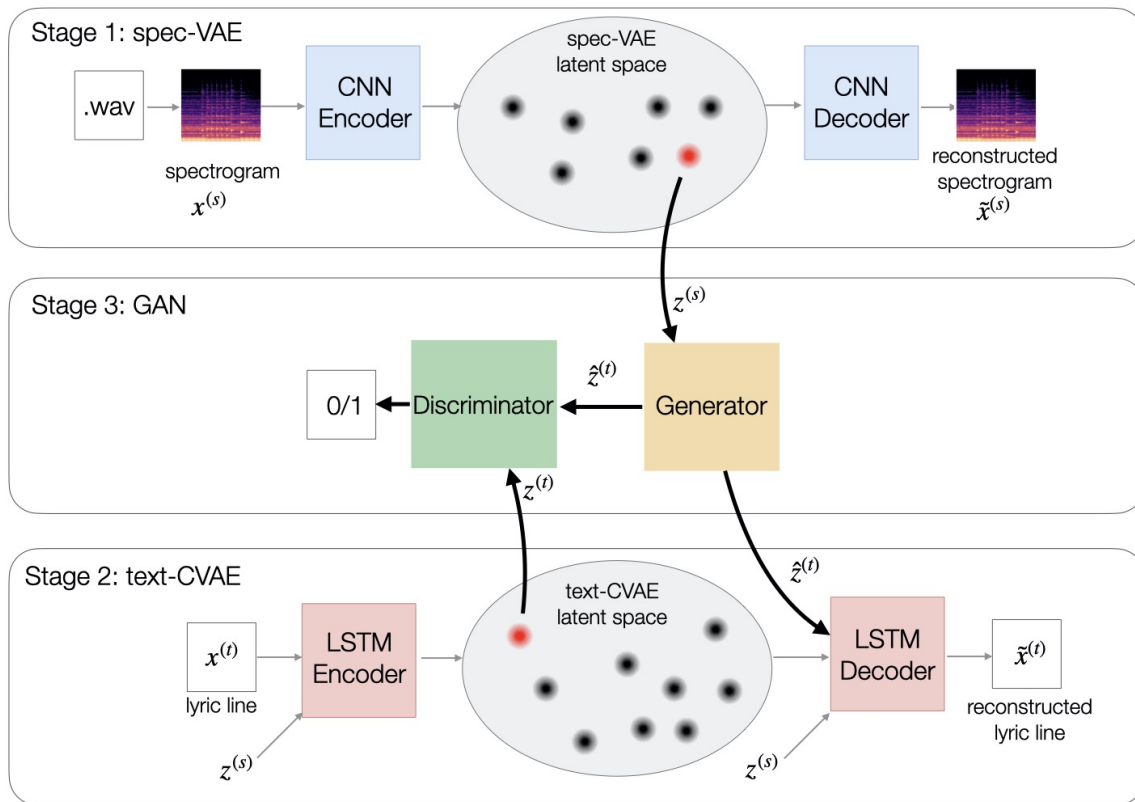 Stage 1: spec-VAE
.wav
spectrogram
x^(s)
CNN
Encoder
spec-VAE
latent space
CNN
Decoder
reconstructed
spectrogram
x̃^(s)
z^(s)
Stage 3: GAN
0/1
Discriminator
ẑ^(t)
Generator
z^(t)
ẑ^(t)
Stage 2: text-CVAE
x^(t)
lyric line
z^(s)
LSTM
Encoder
text-CVAE
latent space
z^(s)
LSTM
Decoder
x̃^(t)
reconstructed
lyric line